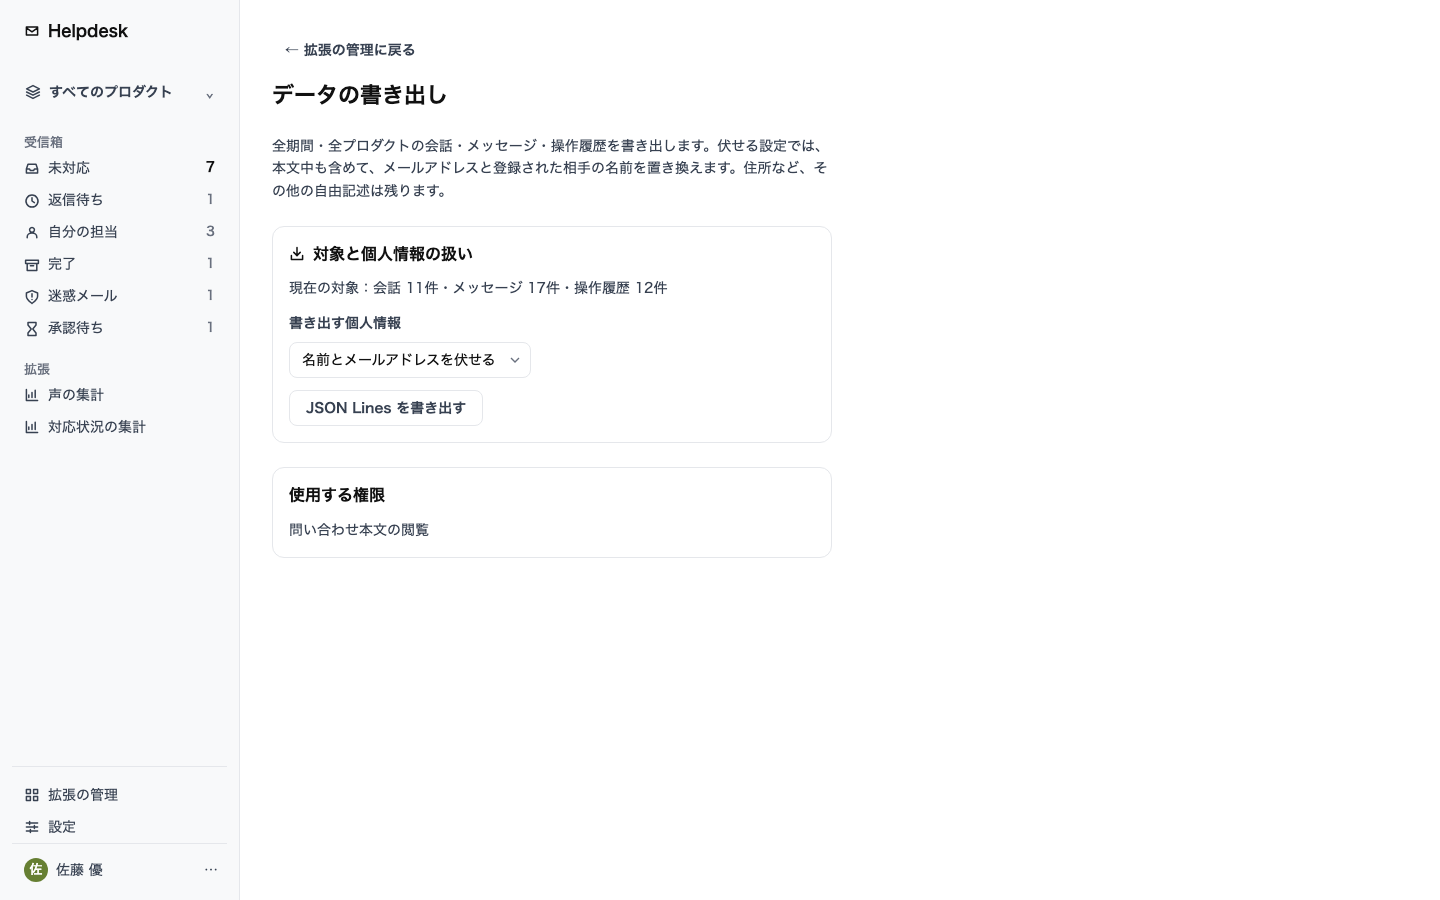 Helpdesk
すべてのプロダクト
受信箱
未対応 7
返信待ち 1
自分の担当 3
完了 1
迷惑メール 1
承認待ち 1
拡張
声の集計
対応状況の集計
拡張の管理
設定
佐 佐藤 優 …
← 拡張の管理に戻る
データの書き出し
全期間・全プロダクトの会話・メッセージ・操作履歴を書き出します。伏せる設定では、
本文中も含めて、メールアドレスと登録された相手の名前を置き換えます。住所など、そ
の他の自由記述は残ります。
対象と個人情報の扱い
現在の対象：会話 11件・メッセージ 17件・操作履歴 12件
書き出す個人情報
名前とメールアドレスを伏せる
JSON Lines を書き出す
使用する権限
問い合わせ本文の閲覧